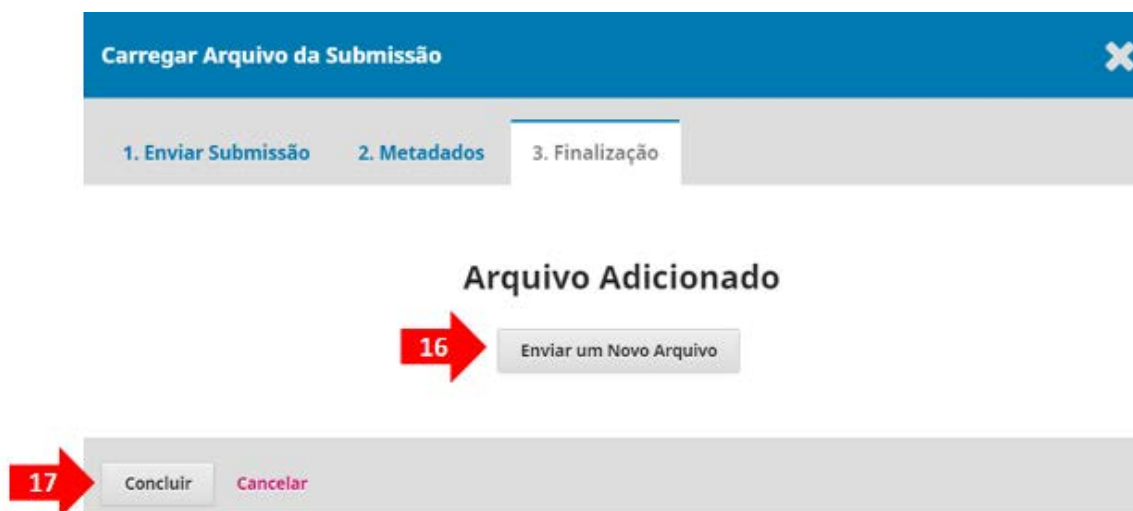 Carregar Arquivo da Submissão
1. Enviar Submissão 2. Metadados 3. Finalização
Arquivo Adicionado
16 Enviar um Novo Arquivo
17 Concluir Cancelar